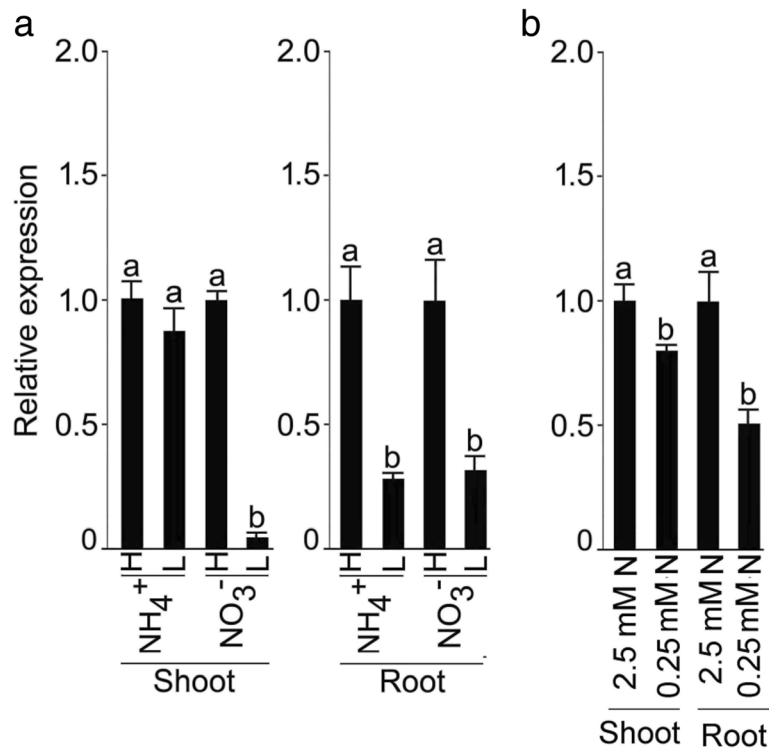 a
b
Relative expression
2.0
1.5
1.0
0.5
0
a
a
a
b
H
L
H
L
NH4+
NO3-
Shoot
2.0
1.5
1.0
0.5
0
a
b
a
b
H
L
H
L
NH4+
NO3-
Root
2.0
1.5
1.0
0.5
0
a
b
a
b
2.5 mM N
0.25 mM N
2.5 mM N
0.25 mM N
Shoot
Root